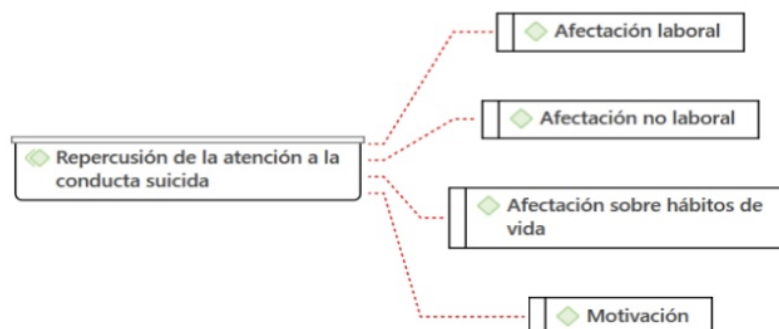 Afectación laboral
Afectación no laboral
Repercusión de la atención a la
conducta suicida
Afectación sobre hábitos de
vida
Motivación